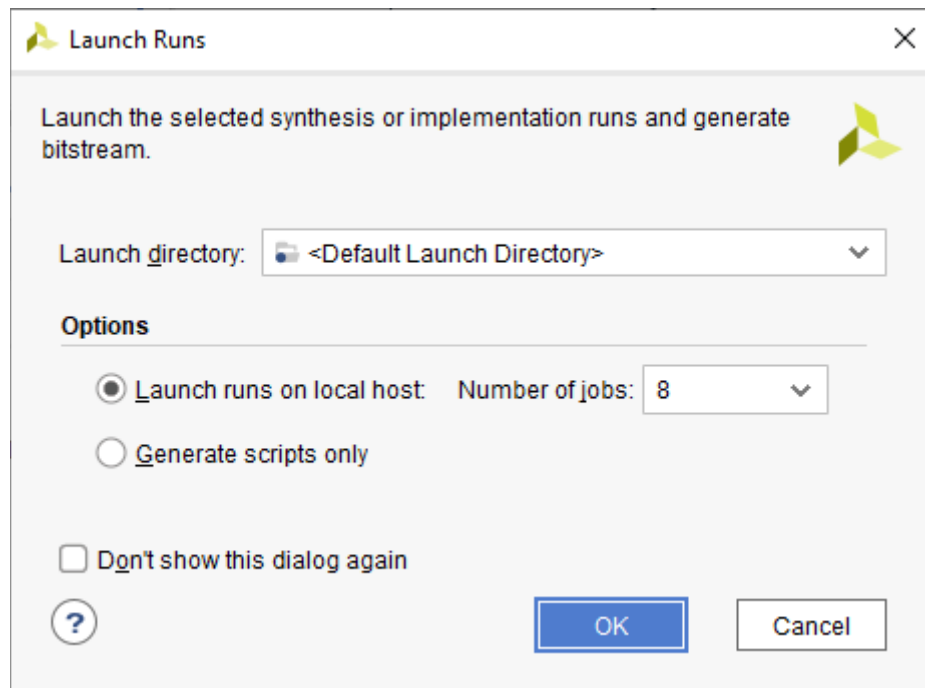 Launch Runs
Launch the selected synthesis or implementation runs and generate
bitstream.
Launch directory: <Default Launch Directory>
Options
Launch runs on local host: Number of jobs: 8
Generate scripts only
Don't show this dialog again
? OK Cancel